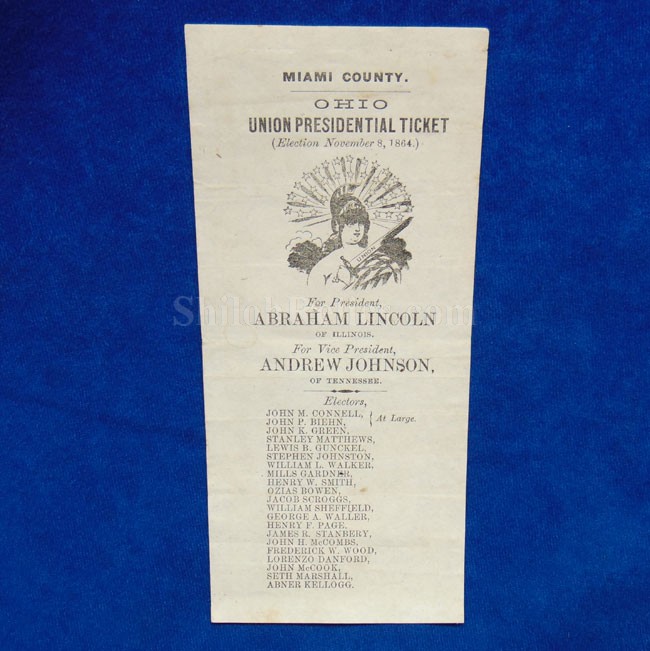 MIAMI COUNTY.
OHIO
UNION PRESIDENTIAL TICKET
(Election November 8, 1864.)
UNION
For President,
ABRAHAM LINCOLN
OF ILLINOIS.
For Vice President,
ANDREW JOHNSON,
OF TENNESSEE.
Electors,
JOHN M. CONNELL,
JOHN P. BIEHN,
At Large.
JOHN K. GREEN,
STANLEY MATTHEWS,
LEWIS B. GUNCKEL,
STEPHEN JOHNSTON,
WILLIAM L. WALKER,
MILLS GARDNER,
HENRY W. SMITH,
OZIAS BOWEN,
JACOB SCROGGS,
WILLIAM SHEFFIELD,
GEORGE A. WALLER,
HENRY F. PAGE,
JAMES R. STANBERY,
JOHN H. McCOMBS,
FREDERICK W. WOOD,
LORENZO DANFORD,
JOHN McCOOK,
SETH MARSHALL,
ABNER KELLOGG.